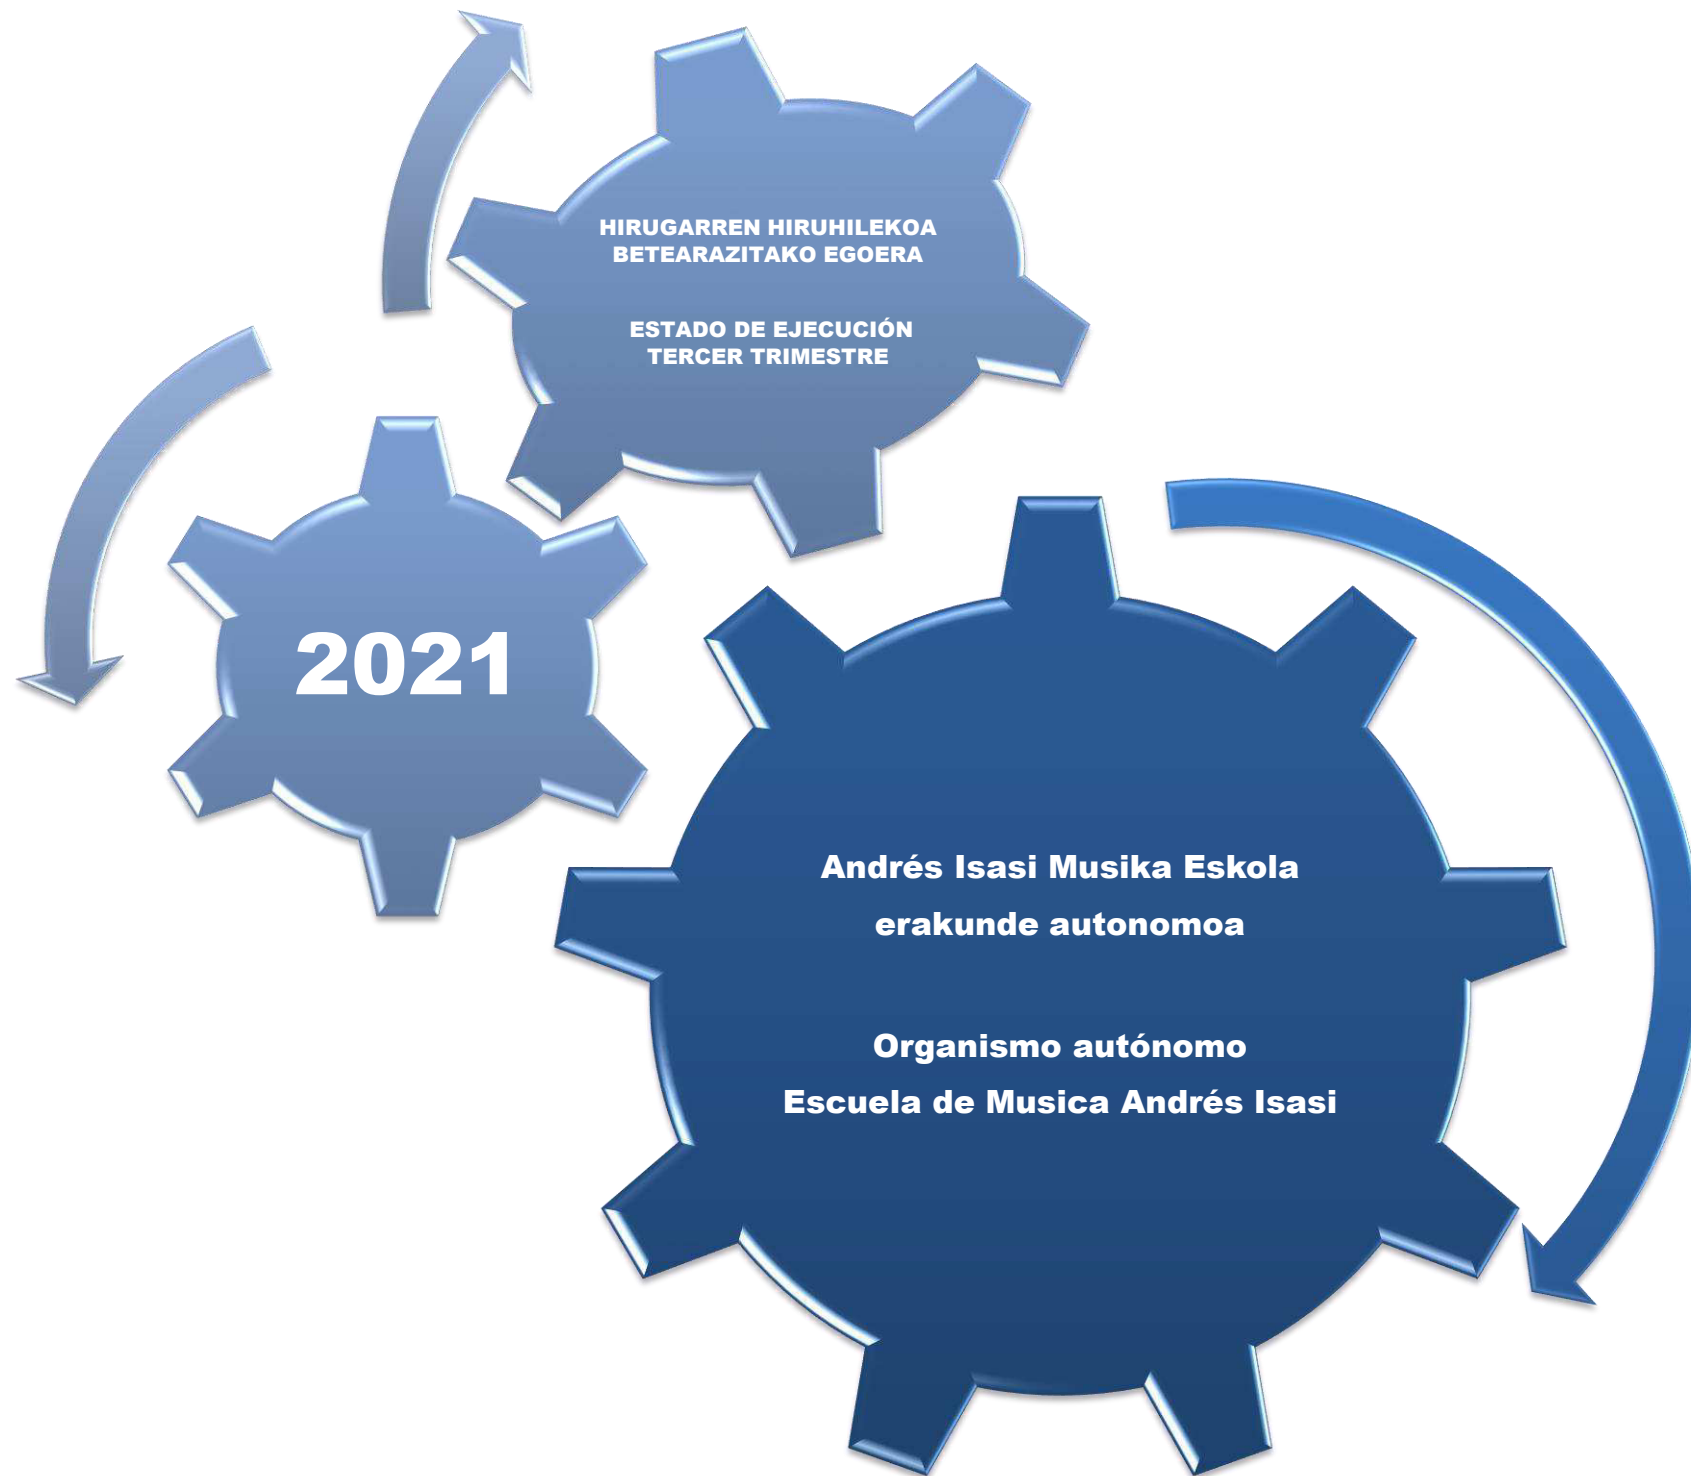 HIRUGARREN HIRUHILEKOA
BETEARAZITAKO EGOERA
ESTADO DE EJECUCIÓN
TERCER TRIMESTRE
2021
Andrés Isasi Musika Eskola
erakunde autonomoa
Organismo autónomo
Escuela de Musica Andrés Isasi